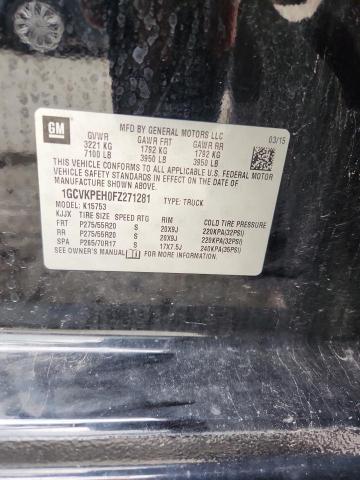 GM
MFD BY GENERAL MOTORS LLC
03/15
GVWR GAWR FRT GAWR RR
3221 KG 1792 KG 1792 KG
7100 LB 3950 LB 3950 LB
THIS VEHICLE CONFORMS TO ALL APPLICABLE U.S. FEDERAL MOTOR
VEHICLE SAFETY STANDARDS IN EFFECT ON THE DATE OF
MANUFACTURE SHOWN ABOVE.
1GCVKPEH0FZ271281 TYPE: TRUCK
MODEL: K15753
KJJX TIRE SIZE SPEED RTG RIM COLD TIRE PRESSURE
FRT P275/55R20 S 20X9J 220KPA(32PSI)
RR P275/55R20 S 20X9J 220KPA(32PSI)
SPA P265/70R17 S 17X7.5J 240KPA(35PSI)
SEE OWNER'S MANUAL FOR ADDITIONAL INFORMATION